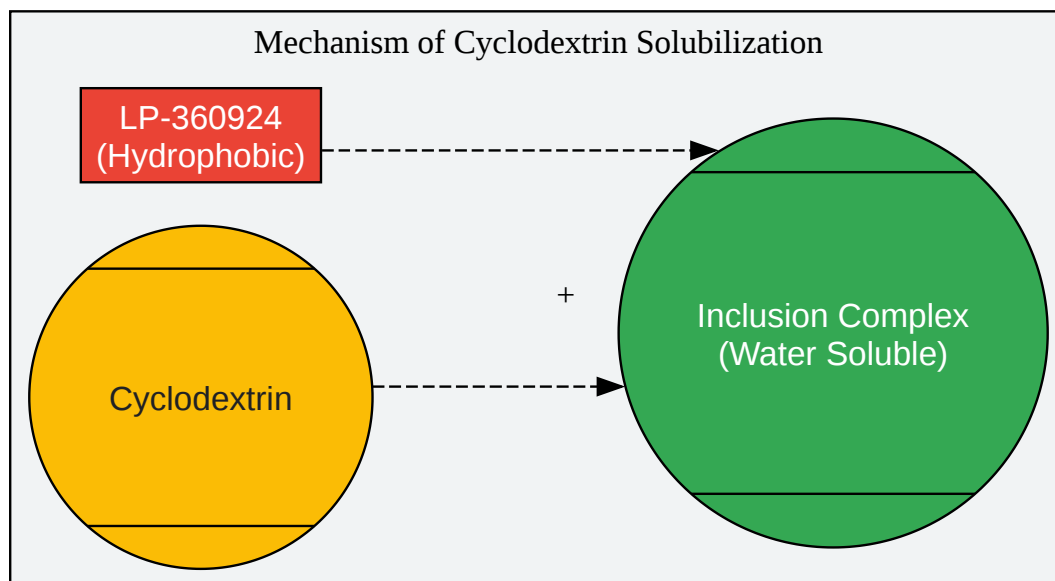 Mechanism of Cyclodextrin Solubilization
LP-360924
(Hydrophobic)
+
Inclusion Complex
(Water Soluble)
Cyclodextrin